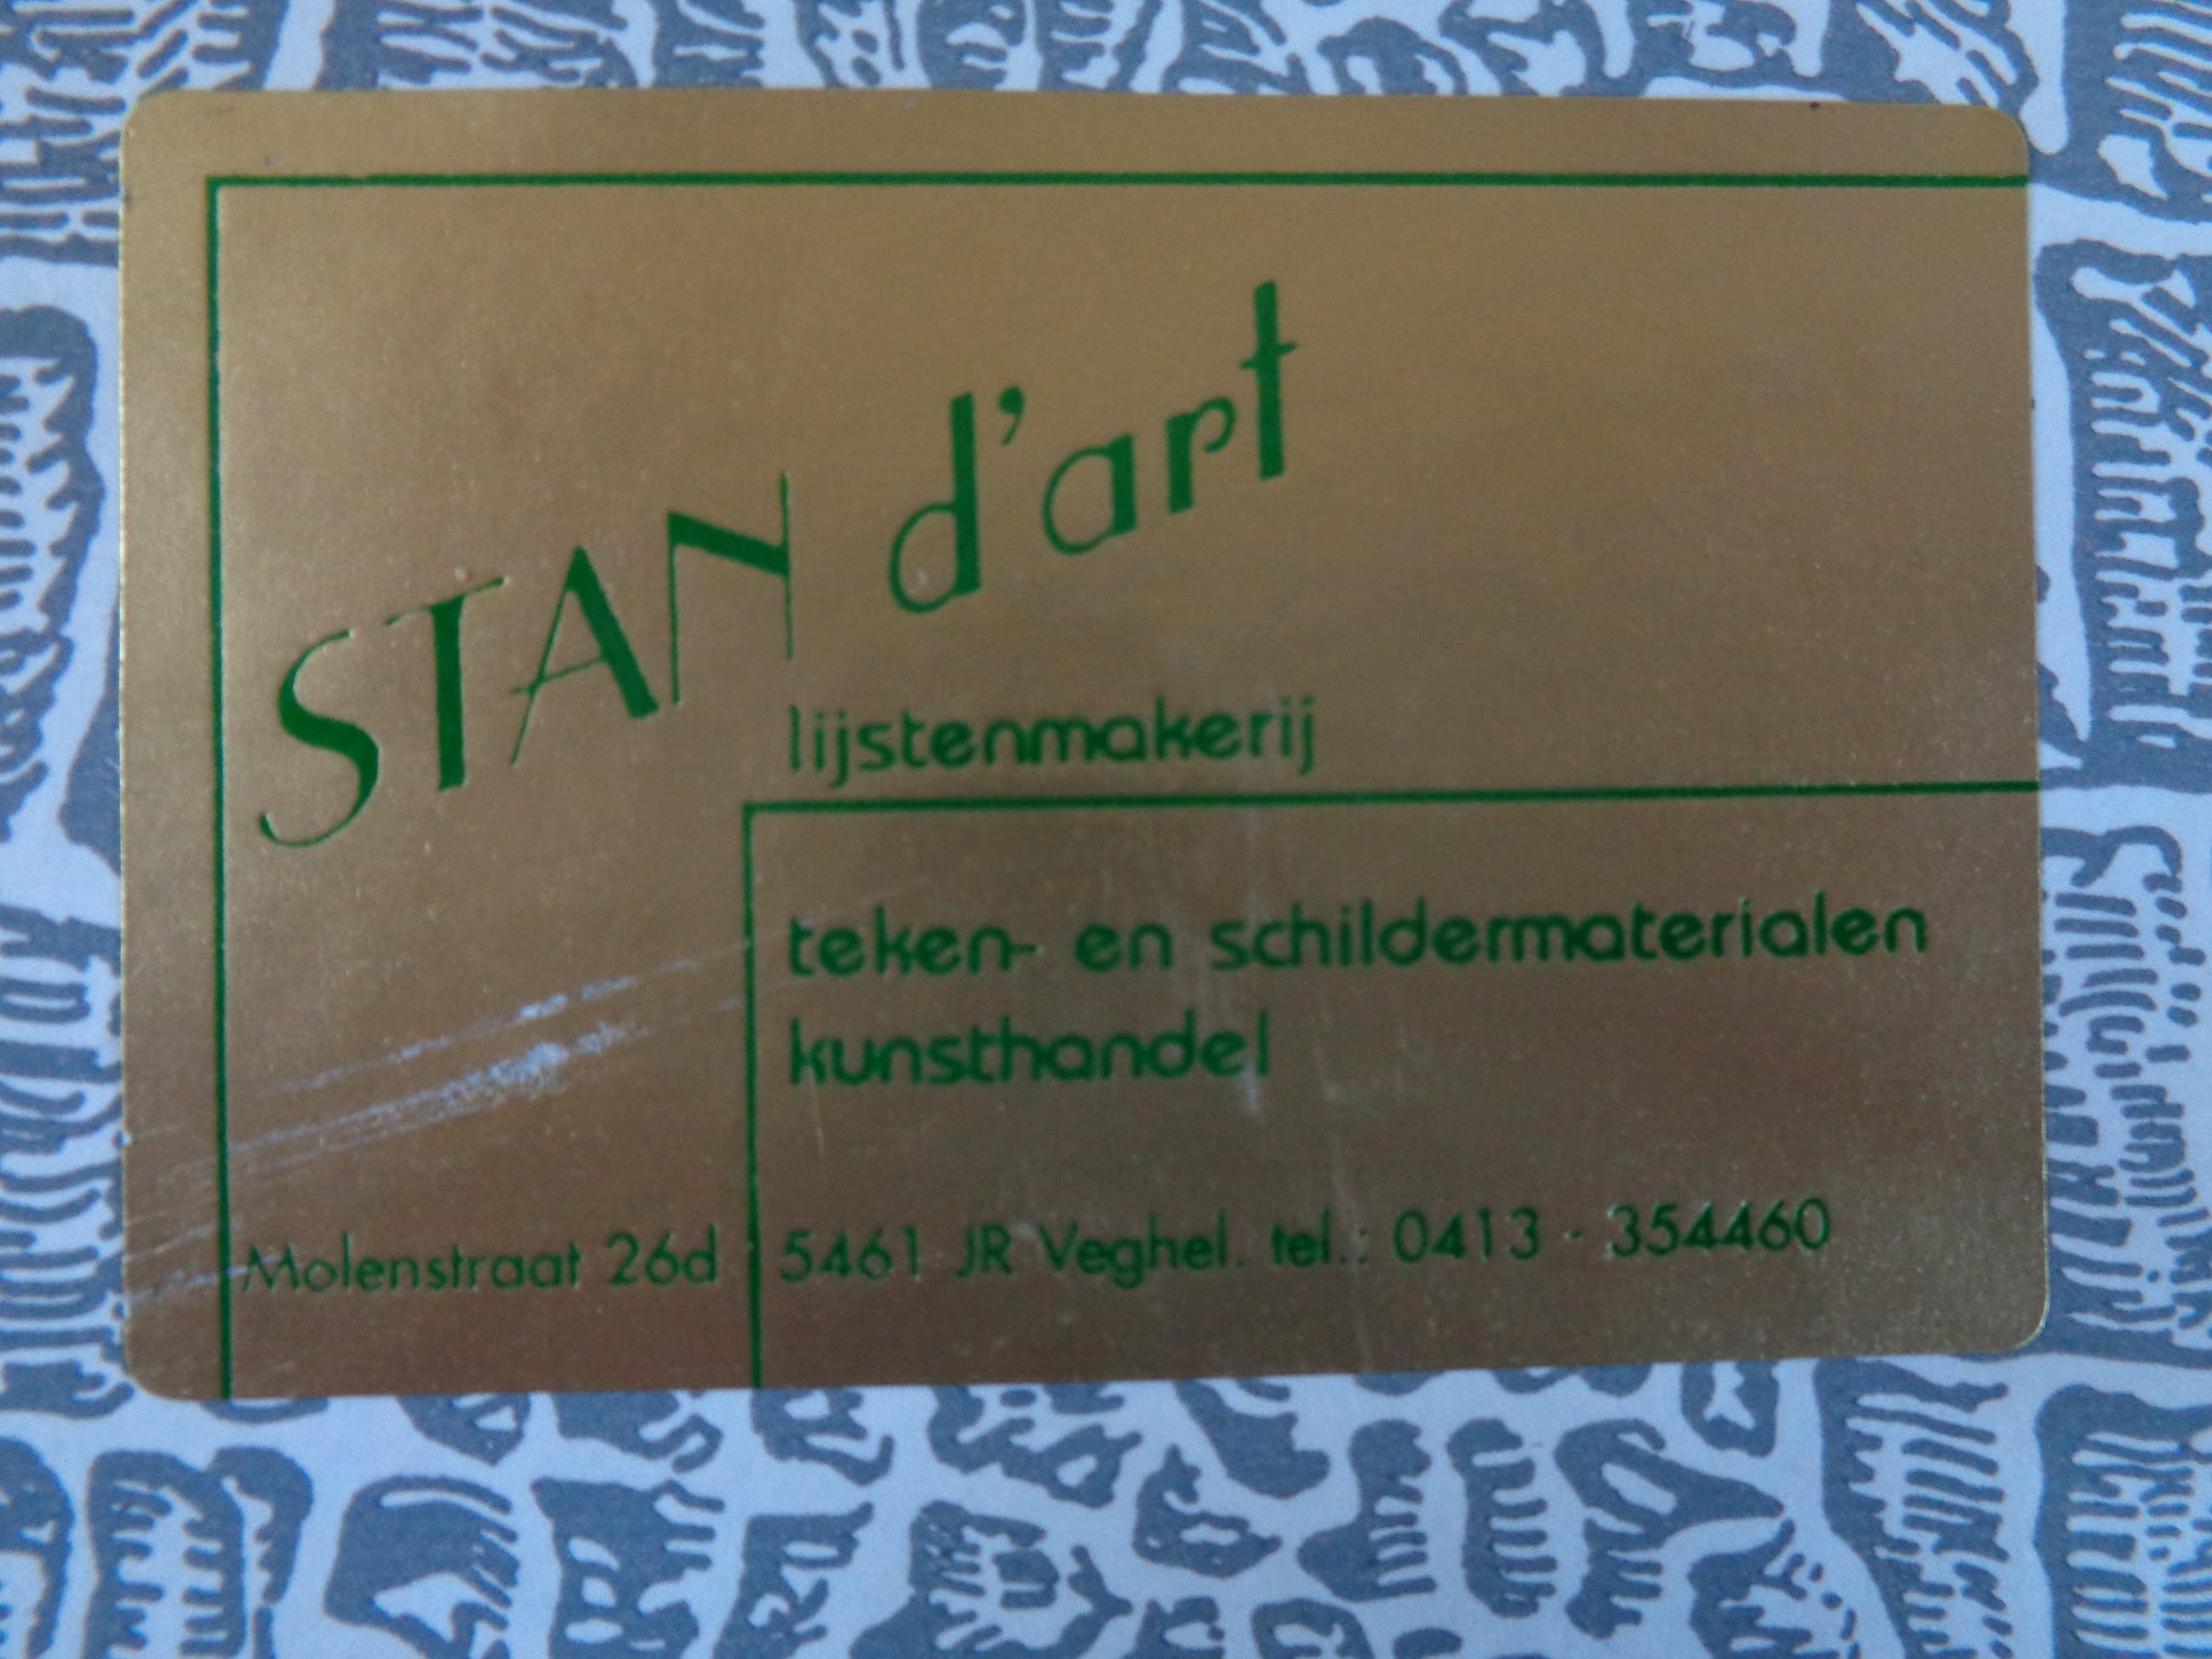 STAN d'art
lijstenmakerij
teken- en schildermaterialen
kunsthandel
Molenstraat 26d 5461 JR Veghel. tel.: 0413 - 354460